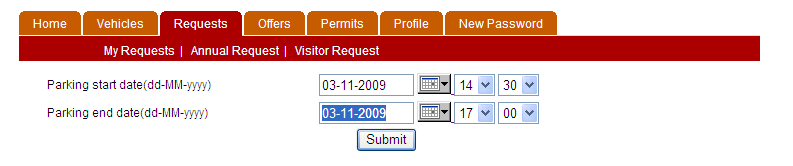 Home Vehicles Requests Offers Permits Profile New Password
My Requests | Annual Request | Visitor Request
Parking start date(dd-MM-yyyy) 03-11-2009 14 30
Parking end date(dd-MM-yyyy) 03-11-2009 17 00
Submit